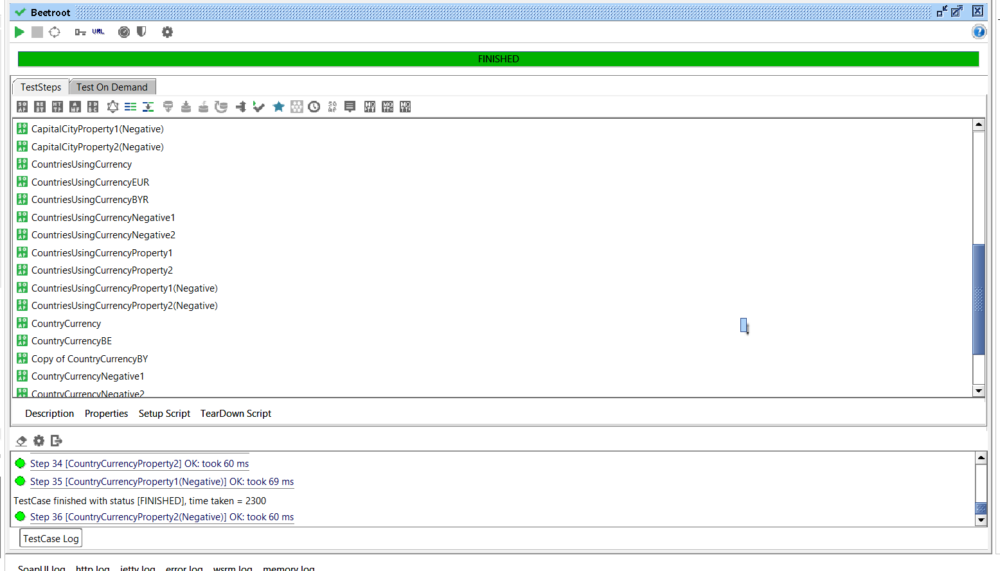 Beetroot
URL
FINISHED
TestSteps Test On Demand
CapitalCityProperty1(Negative)
CapitalCityProperty2(Negative)
CountriesUsingCurrency
CountriesUsingCurrencyEUR
CountriesUsingCurrencyBYR
CountriesUsingCurrencyNegative1
CountriesUsingCurrencyNegative2
CountriesUsingCurrencyProperty1
CountriesUsingCurrencyProperty2
CountriesUsingCurrencyProperty1(Negative)
CountriesUsingCurrencyProperty2(Negative)
CountryCurrency
CountryCurrencyBE
Copy of CountryCurrencyBY
CountryCurrencyNegative1
CountryCurrencyNegative2
Description Properties Setup Script TearDown Script
Step 34 [CountryCurrencyProperty2] OK: took 60 ms
Step 35 [CountryCurrencyProperty1(Negative)] OK: took 69 ms
TestCase finished with status [FINISHED], time taken = 2300
Step 36 [CountryCurrencyProperty2(Negative)] OK: took 60 ms
TestCase Log
SoapUI log http log jetty log error log wsrm log memory log